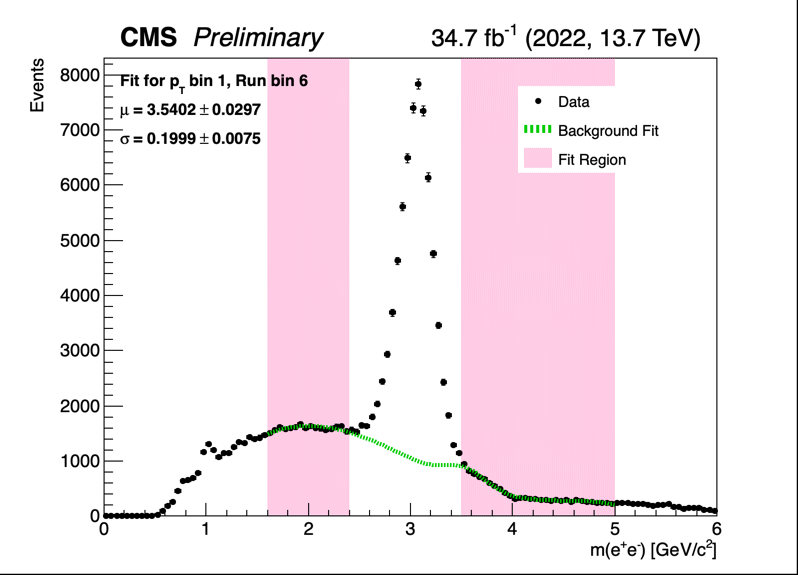 CMS Preliminary
34.7 fb⁻¹ (2022, 13.7 TeV)
Events
8000
7000
6000
5000
4000
3000
2000
1000
0
Fit for p_T bin 1, Run bin 6
μ = 3.5402 ± 0.0297
σ = 0.1999 ± 0.0075
Data
Background Fit
Fit Region
0 1 2 3 4 5 6
m(e⁺e⁻) [GeV/c²]